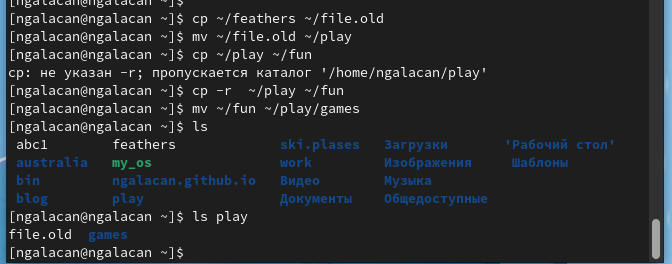 [ngalacan@ngalacan ~]$
[ngalacan@ngalacan ~]$ cp ~/feathers ~/file.old
[ngalacan@ngalacan ~]$ mv ~/file.old ~/play
[ngalacan@ngalacan ~]$ cp ~/play ~/fun
cp: не указан -r; пропускается каталог '/home/ngalacan/play'
[ngalacan@ngalacan ~]$ cp -r  ~/play ~/fun
[ngalacan@ngalacan ~]$ mv ~/fun ~/play/games
[ngalacan@ngalacan ~]$ ls
abc1 feathers ski.plases Загрузки 'Рабочий стол'
australia my_os work Изображения Шаблоны
bin ngalacan.github.io Видео Музыка
blog play Документы Общедоступные
[ngalacan@ngalacan ~]$ ls play
file.old games
[ngalacan@ngalacan ~]$